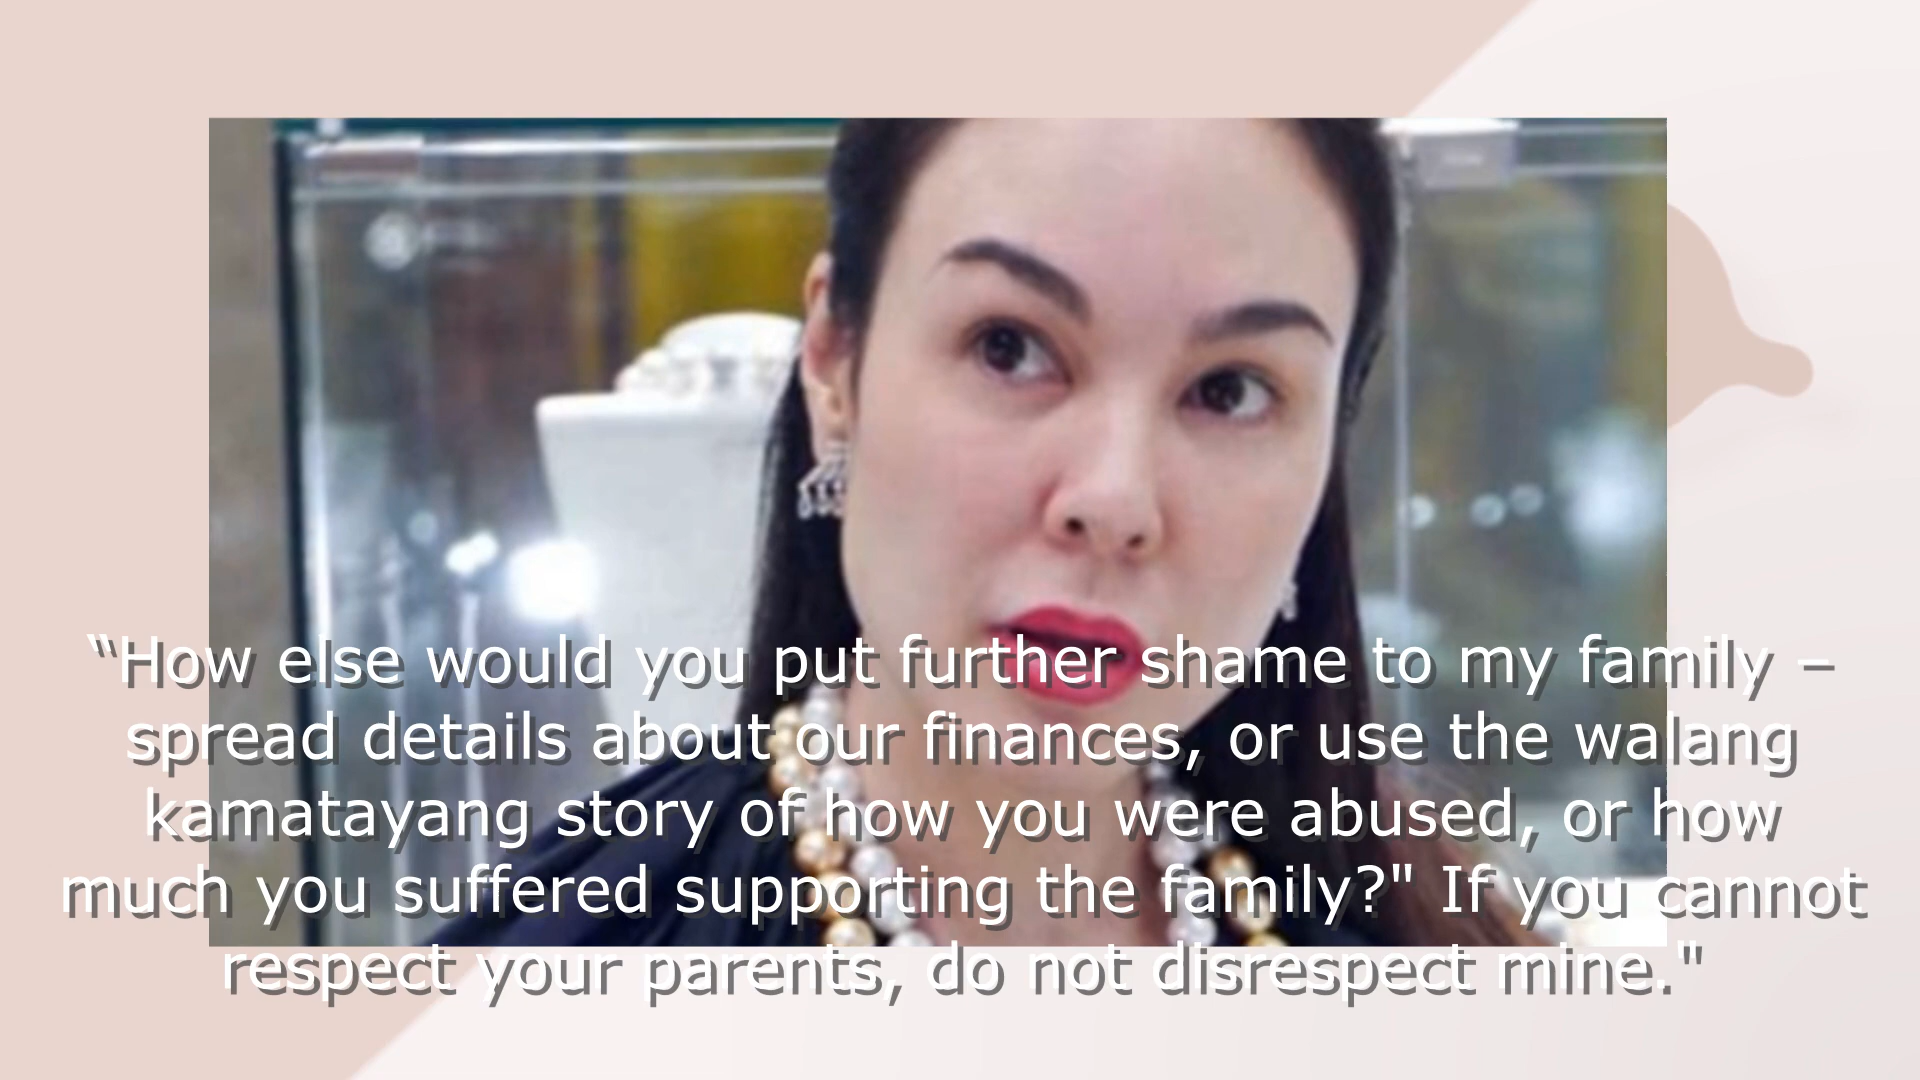 “How else would you put further shame to my family –
spread details about our finances, or use the walang
kamatayang story of how you were abused, or how
much you suffered supporting the family?" If you cannot
respect your parents, do not disrespect mine."